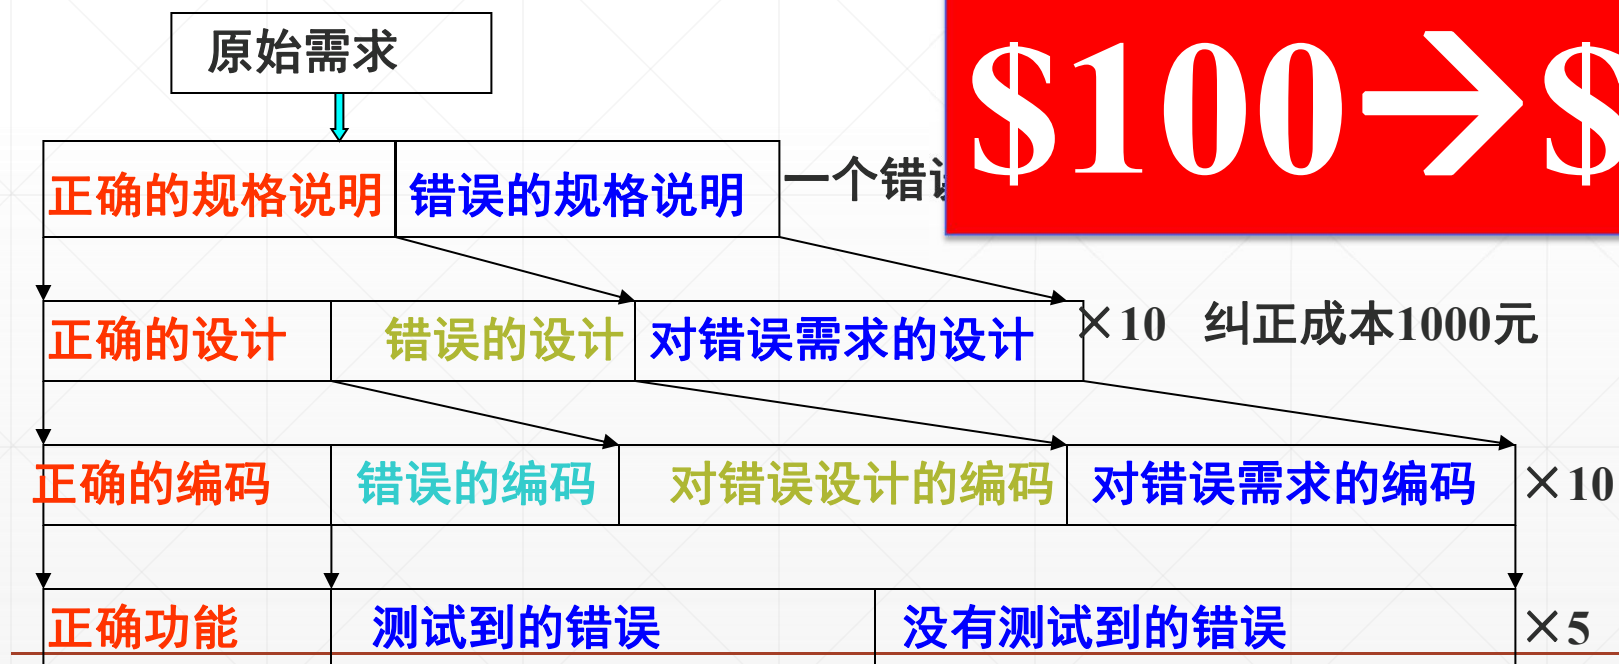 原始需求
$100→$
正确的规格说明 错误的规格说明 一个错
正确的设计 错误的设计 对错误需求的设计 ×10 纠正成本1000元
正确的编码 错误的编码 对错误设计的编码 对错误需求的编码 ×10
正确功能 测试到的错误 没有测试到的错误 ×5